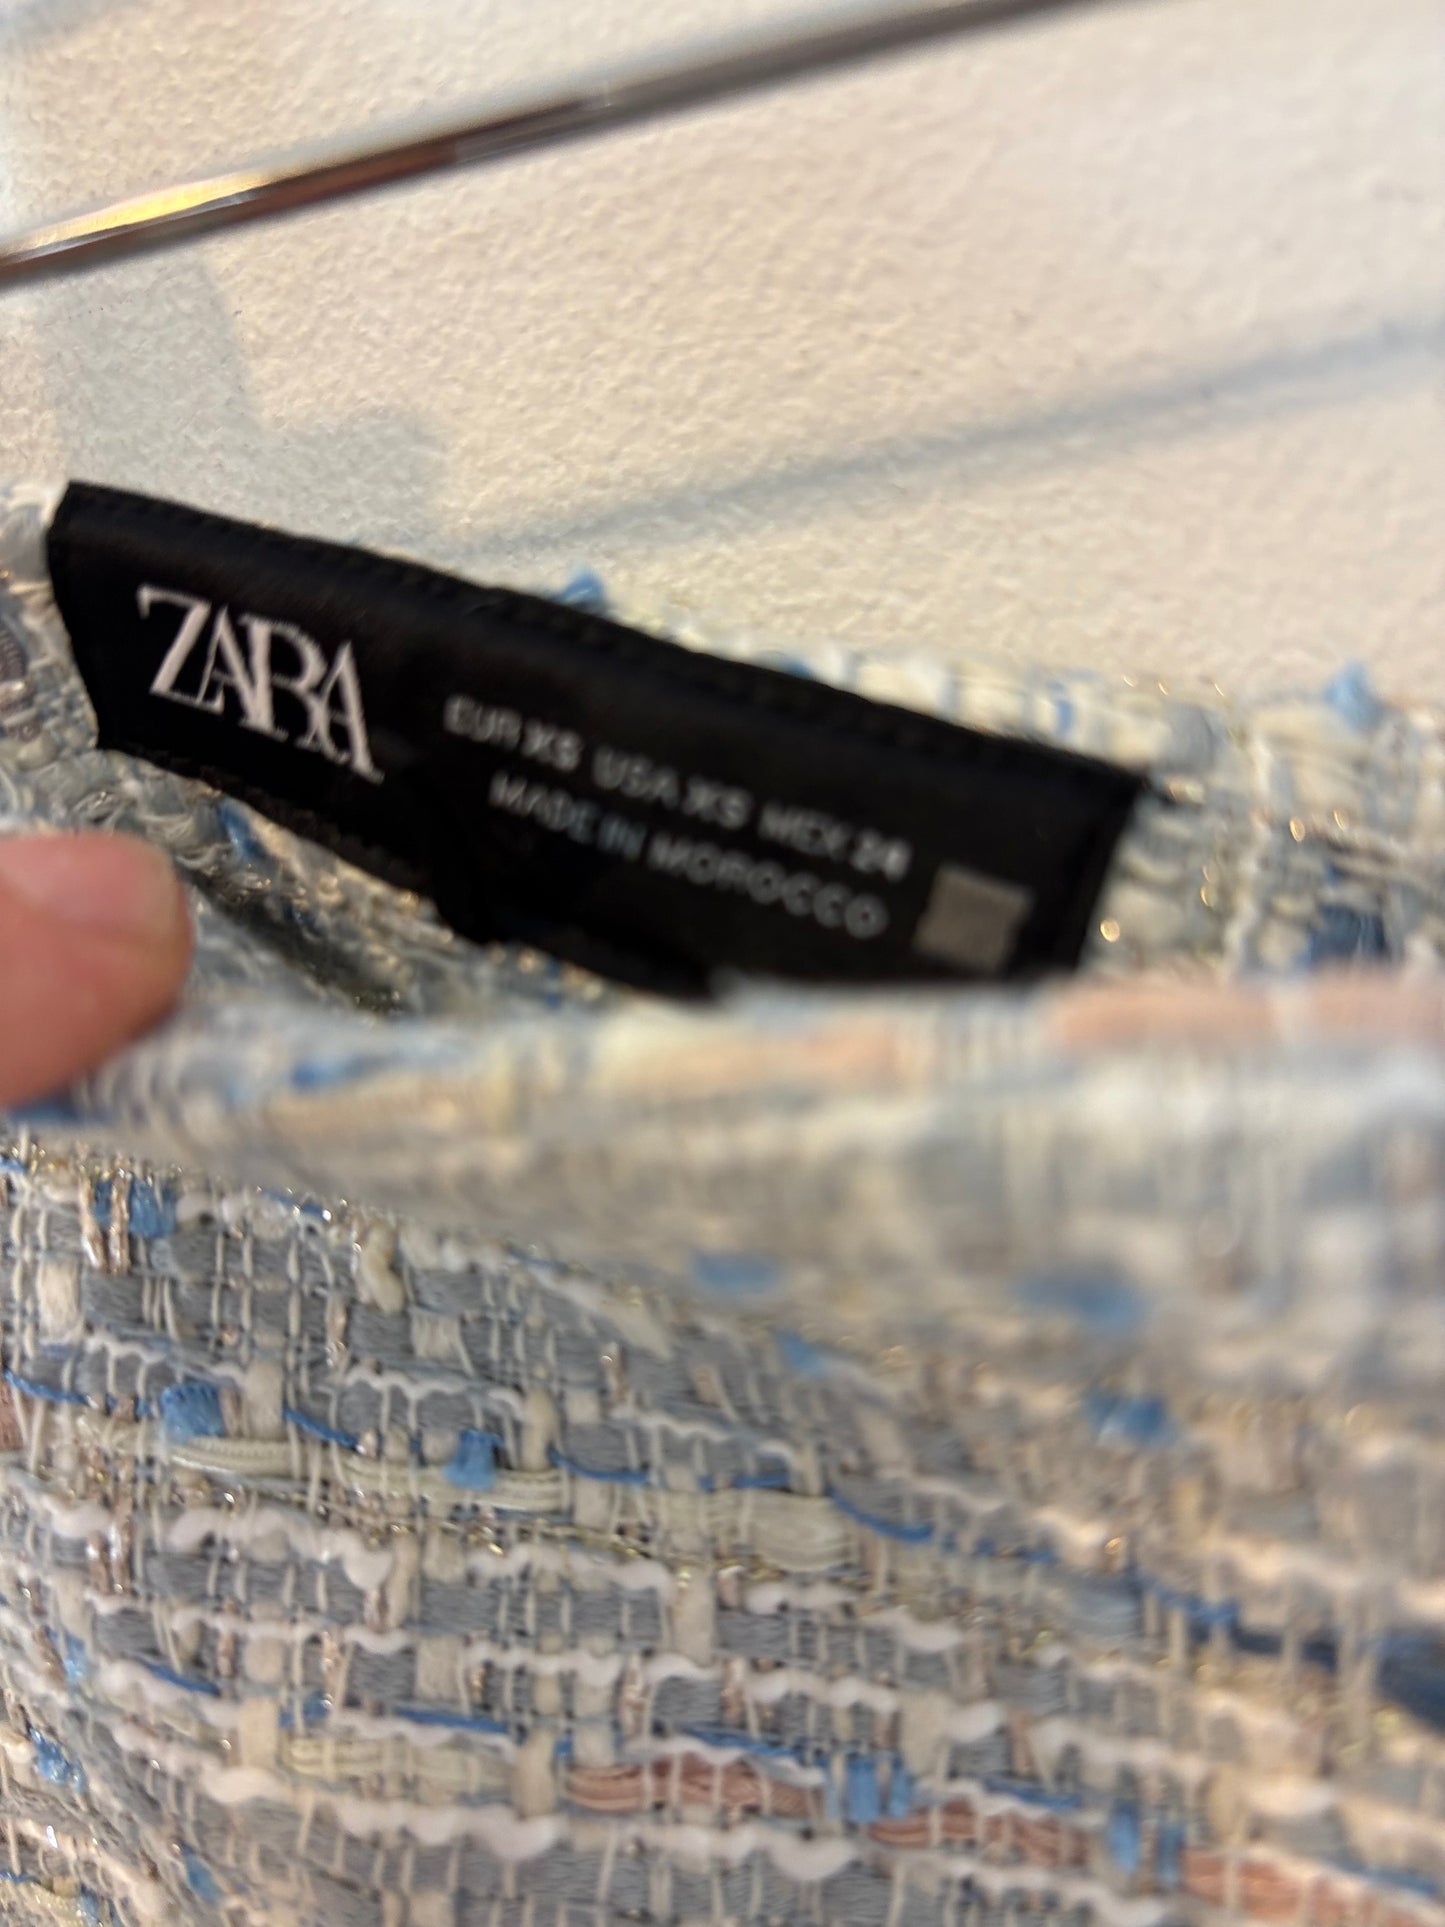 ZARA
EUR XS USA XS MEX 24
MADE IN MOROCCO